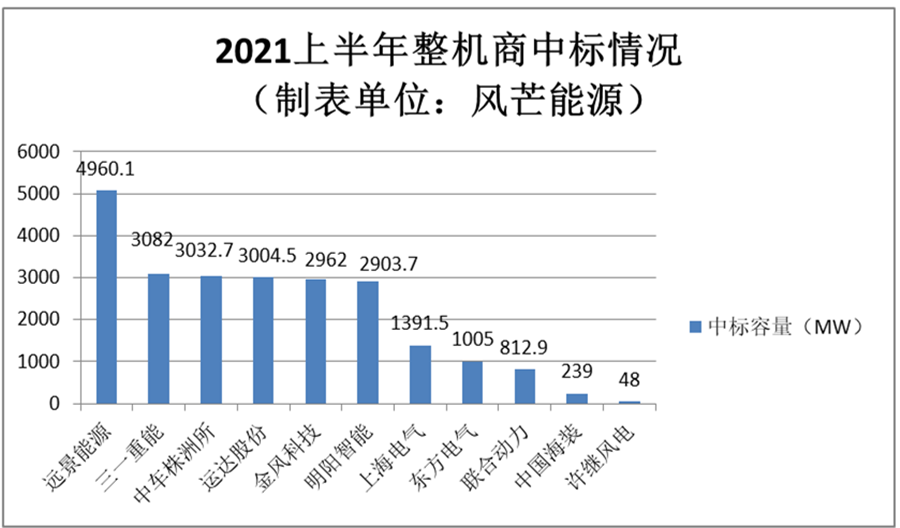 2021上半年整机商中标情况
（制表单位：风芒能源）
6000
5000
4000
3000
2000
1000
0
4960.1
3082
3032.7
3004.5
2962
2903.7
1391.5
1005
812.9
239
48
远景能源
三一重能
中车株洲所
运达股份
金风科技
明阳智能
上海电气
东方电气
联合动力
中国海装
许继风电
中标容量（MW）